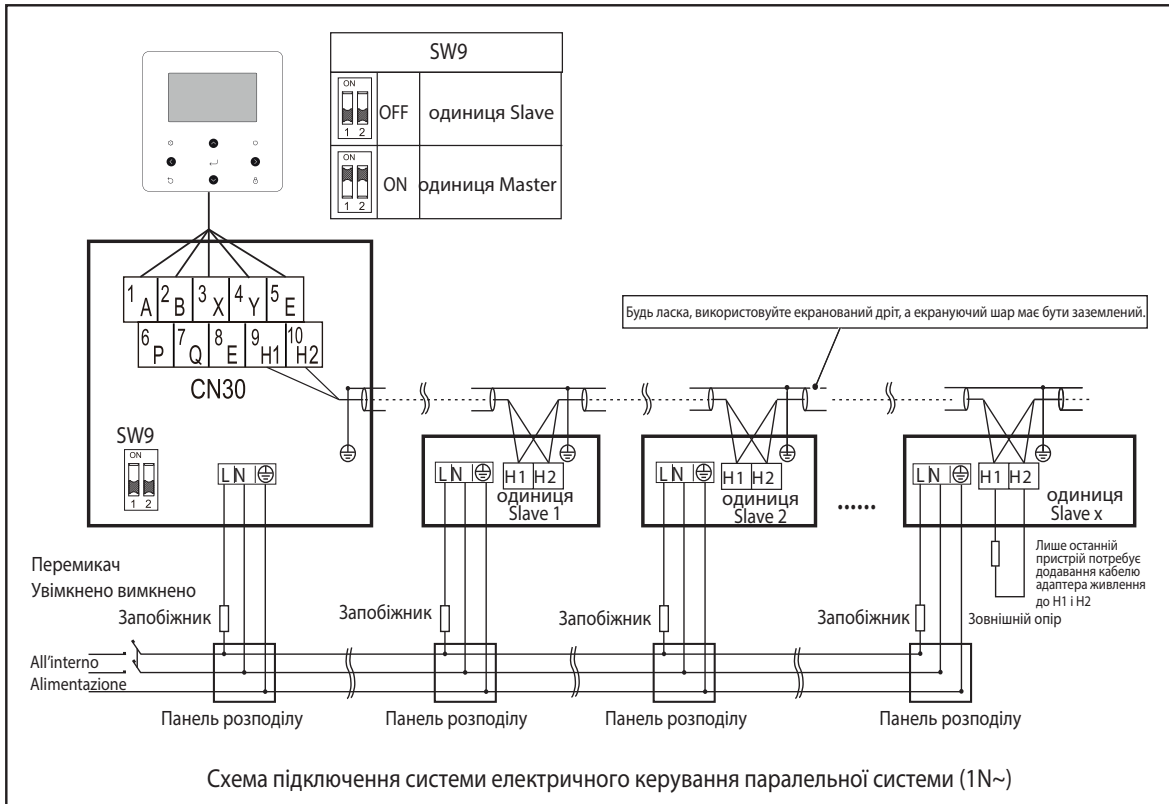 SW9
ON
1 2
OFF
одиниця Slave
ON
1 2
ON
одиниця Master
1 A
2 B
3 X
4 Y
5 E
6 P
7 Q
8 E
9 H1
10 H2
CN30
Будь ласка, використовуйте екранований дріт, а екрануючий шар має бути заземлений.
SW9
ON
1 2
L N
L N
H1 H2
одиниця
Slave 1
L N
H1 H2
одиниця
Slave 2
......
L N
H1 H2
одиниця
Slave x
Перемикач
Увімкнено вимкнено
Запобіжник
Запобіжник
Запобіжник
Запобіжник
Лише останній
пристрій потребує
додавання кабелю
адаптера живлення
до H1 і H2
Зовнішній опір
All'interno
Alimentazione
Панель розподілу
Панель розподілу
Панель розподілу
Панель розподілу
Схема підключення системи електричного керування паралельної системи (1N~)